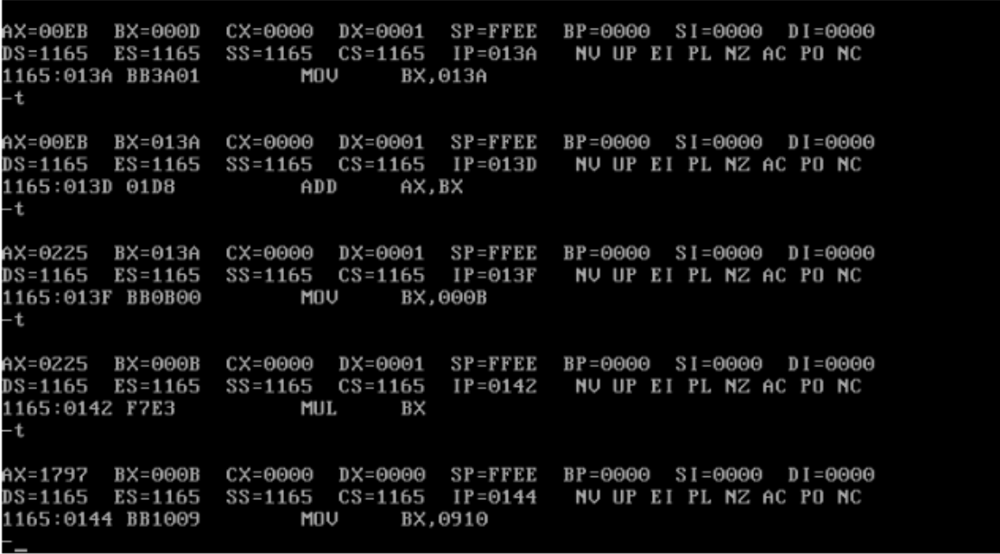 AX=00EB  BX=000D  CX=0000  DX=0001  SP=FFEE  BP=0000  SI=0000  DI=0000
DS=1165  ES=1165  SS=1165  CS=1165  IP=013A   NV UP EI PL NZ AC PO NC
1165:013A BB3A01        MOV     BX,013A
-t
AX=00EB  BX=013A  CX=0000  DX=0001  SP=FFEE  BP=0000  SI=0000  DI=0000
DS=1165  ES=1165  SS=1165  CS=1165  IP=013D   NV UP EI PL NZ AC PO NC
1165:013D 01D8          ADD     AX,BX
-t
AX=0225  BX=013A  CX=0000  DX=0001  SP=FFEE  BP=0000  SI=0000  DI=0000
DS=1165  ES=1165  SS=1165  CS=1165  IP=013F   NV UP EI PL NZ AC PO NC
1165:013F BB0B00        MOV     BX,000B
-t
AX=0225  BX=000B  CX=0000  DX=0001  SP=FFEE  BP=0000  SI=0000  DI=0000
DS=1165  ES=1165  SS=1165  CS=1165  IP=0142   NV UP EI PL NZ AC PO NC
1165:0142 F7E3          MUL     BX
-t
AX=1797  BX=000B  CX=0000  DX=0000  SP=FFEE  BP=0000  SI=0000  DI=0000
DS=1165  ES=1165  SS=1165  CS=1165  IP=0144   NV UP EI PL NZ AC PO NC
1165:0144 BB1009        MOV     BX,0910
-_